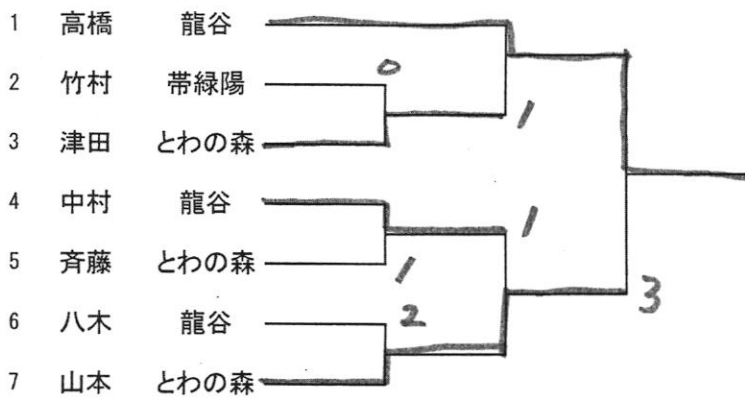 1 高橋 龍谷
0
2 竹村 帯緑陽
1
3 津田 とわの森
4 中村 龍谷
1
5 斉藤 とわの森
1
3
2
6 八木 龍谷
7 山本 とわの森